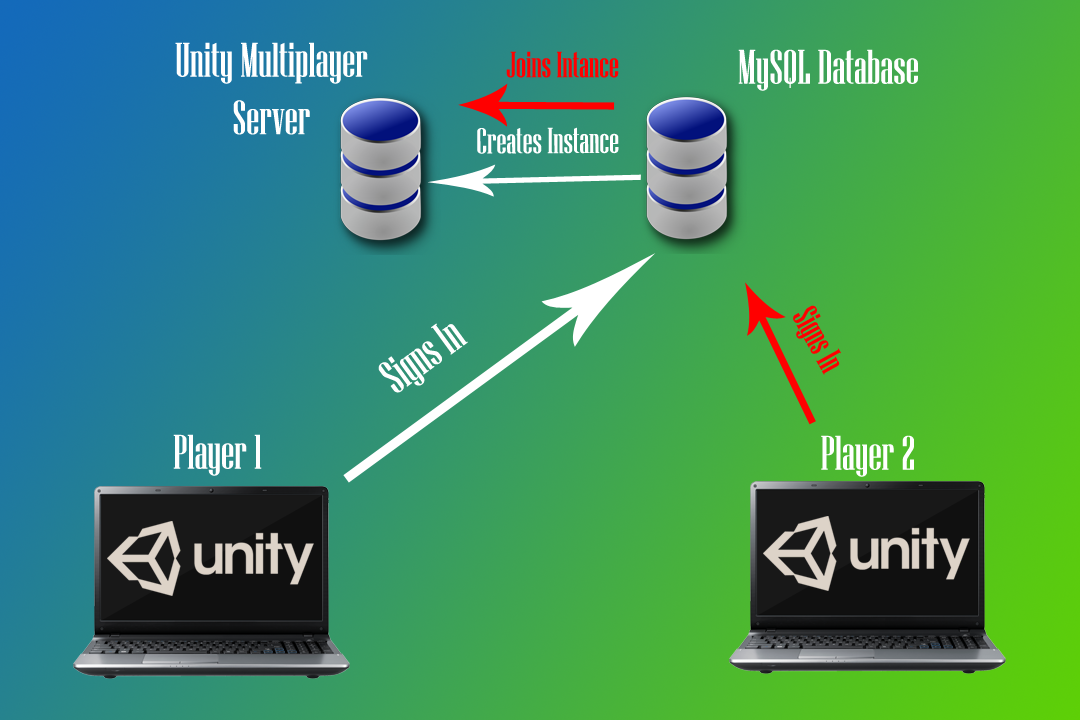 Unity Multiplayer
Server
Joins Intance
MySQL Database
Creates Instance
Signs In
Signs In
Player 1
Player 2
unity
unity